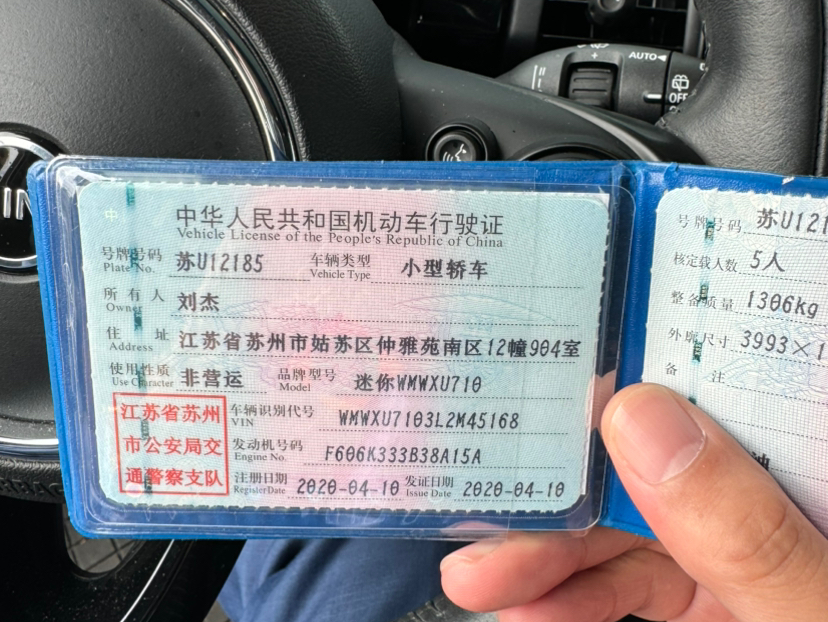 AUTO
OFF
中华人民共和国机动车行驶证
Vehicle License of the People's Republic of China
号牌号码 苏U12185 车辆类型 小型轿车
Plate No. Vehicle Type
所有人 刘杰
Owner
住址 江苏省苏州市姑苏区仲雅苑南区12幢904室
Address
使用性质 非营运 品牌型号 迷你WMWXU710
Use Character Model
江苏省苏州
市公安局交
通警察支队
车辆识别代号 WMWXU7103L2M45168
VIN
发动机号码 F606K333B38A15A
Engine No.
注册日期 2020-04-10 发证日期 2020-04-10
Register Date Issue Date
号牌号码 苏U121
核定载人数 5人
整备质量 1306kg
外廓尺寸 3993×1
备注